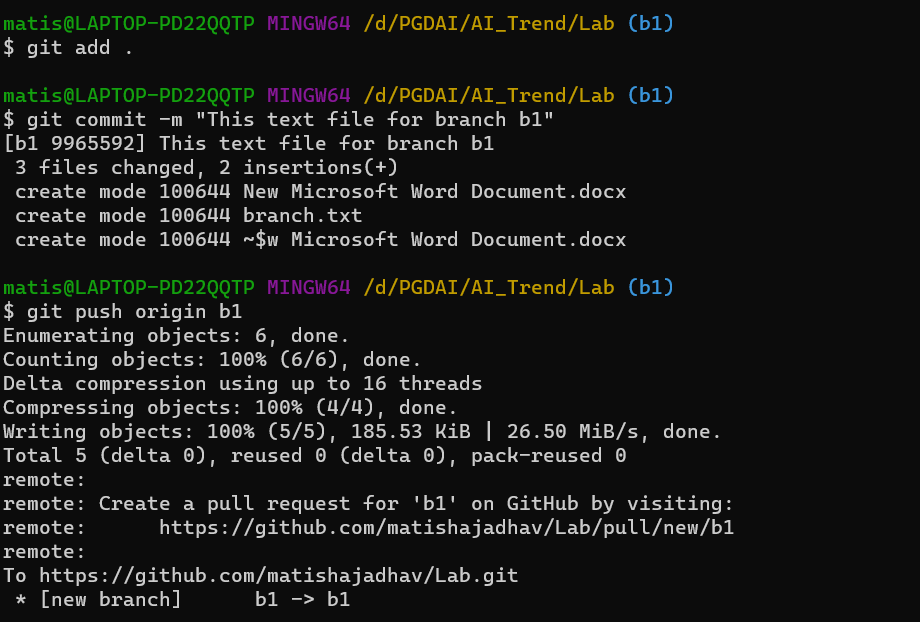 matis@LAPTOP-PD22QQTP MINGW64 /d/PGDAI/AI_Trend/Lab (b1)
$ git add .
matis@LAPTOP-PD22QQTP MINGW64 /d/PGDAI/AI_Trend/Lab (b1)
$ git commit -m "This text file for branch b1"
[b1 9965592] This text file for branch b1
 3 files changed, 2 insertions(+)
 create mode 100644 New Microsoft Word Document.docx
 create mode 100644 branch.txt
 create mode 100644 ~$w Microsoft Word Document.docx
matis@LAPTOP-PD22QQTP MINGW64 /d/PGDAI/AI_Trend/Lab (b1)
$ git push origin b1
Enumerating objects: 6, done.
Counting objects: 100% (6/6), done.
Delta compression using up to 16 threads
Compressing objects: 100% (4/4), done.
Writing objects: 100% (5/5), 185.53 KiB | 26.50 MiB/s, done.
Total 5 (delta 0), reused 0 (delta 0), pack-reused 0
remote:
remote: Create a pull request for 'b1' on GitHub by visiting:
remote:      https://github.com/matishajadhav/Lab/pull/new/b1
remote:
To https://github.com/matishajadhav/Lab.git
 * [new branch]      b1 -> b1